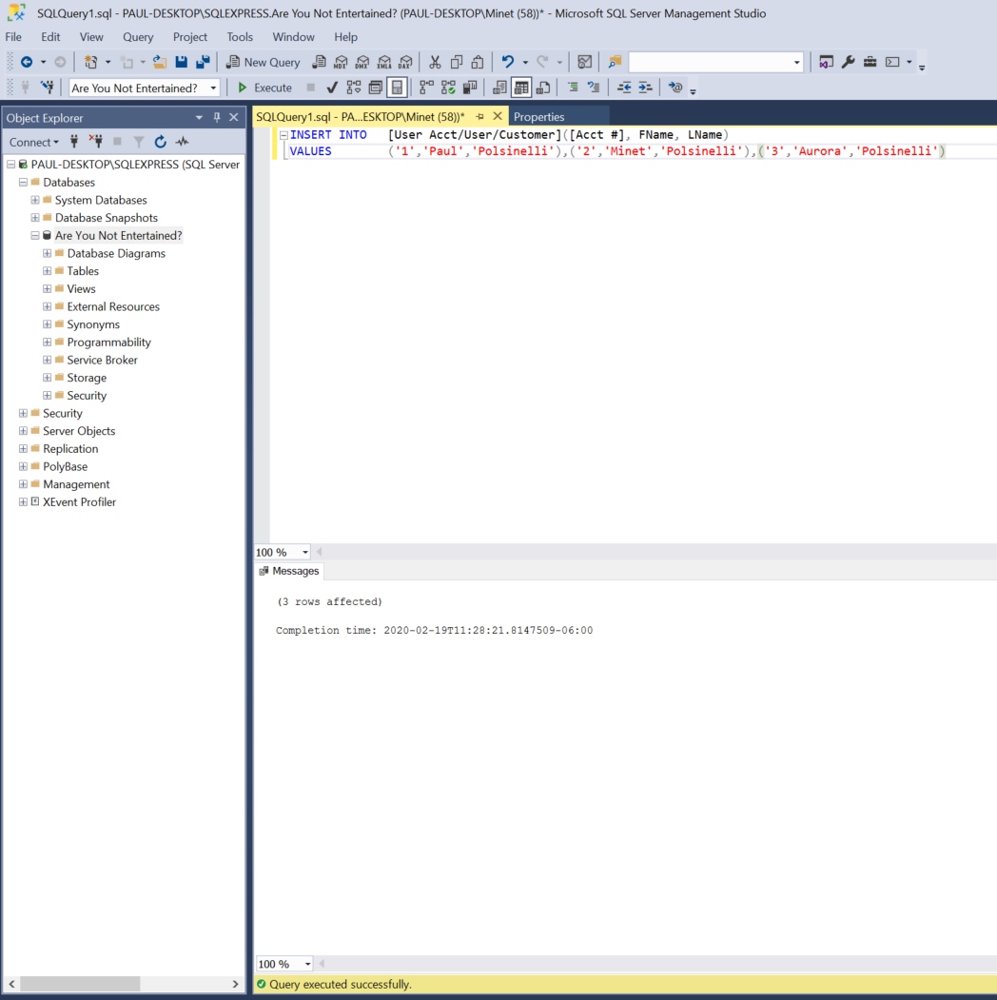 SQLQuery1.sql - PAUL-DESKTOP\SQLEXPRESS.Are You Not Entertained? (PAUL-DESKTOP\Minet (58))* - Microsoft SQL Server Management Studio
File Edit View Query Project Tools Window Help
New Query MDX DMX XMLA DAX
Are You Not Entertained? Execute
Object Explorer
Connect
PAUL-DESKTOP\SQLEXPRESS (SQL Server
Databases
System Databases
Database Snapshots
Are You Not Entertained?
Database Diagrams
Tables
Views
External Resources
Synonyms
Programmability
Service Broker
Storage
Security
Security
Server Objects
Replication
PolyBase
Management
XEvent Profiler
SQLQuery1.sql - PA...ESKTOP\Minet (58))* Properties
INSERT INTO [User Acct/User/Customer]([Acct #], FName, LName)
VALUES ('1','Paul','Polsinelli'),('2','Minet','Polsinelli'),('3','Aurora','Polsinelli')
100 %
Messages
(3 rows affected)
Completion time: 2020-02-19T11:28:21.8147509-06:00
100 %
Query executed successfully.